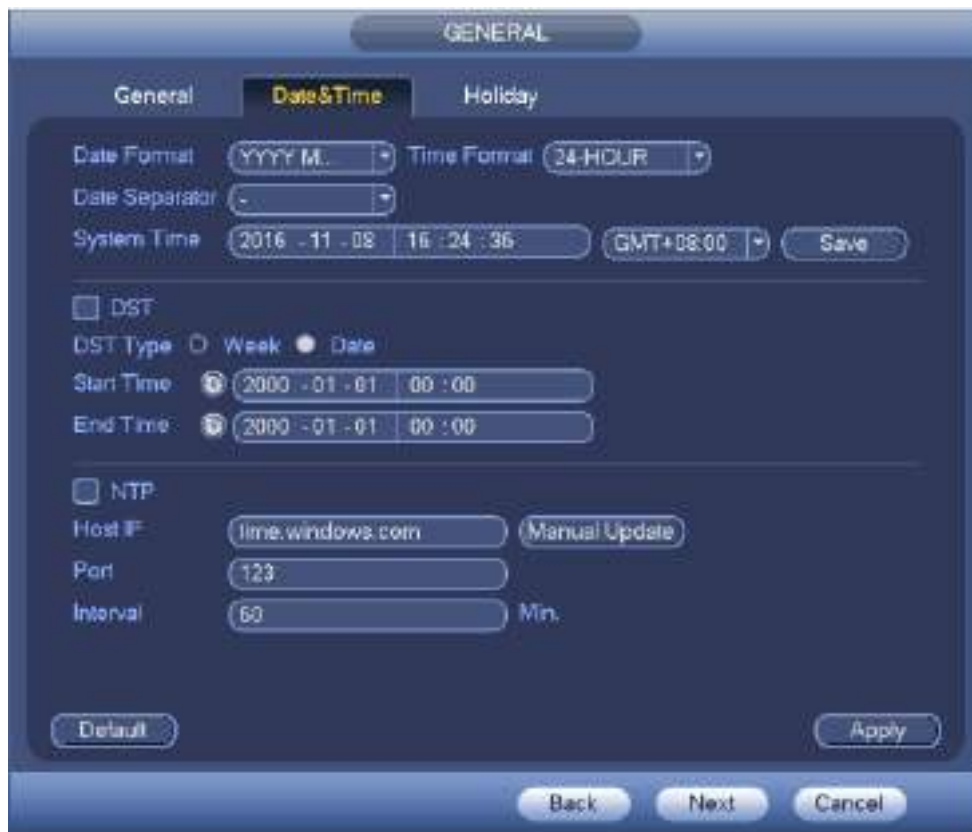 GENERAL
General Date&Time Holiday
Date Format YYYY M.. Time Format 24-HOUR
Date Separator -
System Time 2016 - 11 - 08 16 : 24 : 36 GMT+08:00 Save
DST
DST Type Week Date
Start Time 2000 - 01 - 01 00 : 00
End Time 2000 - 01 - 01 00 : 00
NTP
Host IP time.windows.com Manual Update
Port 123
Interval 60 Min.
Default Apply
Back Next Cancel